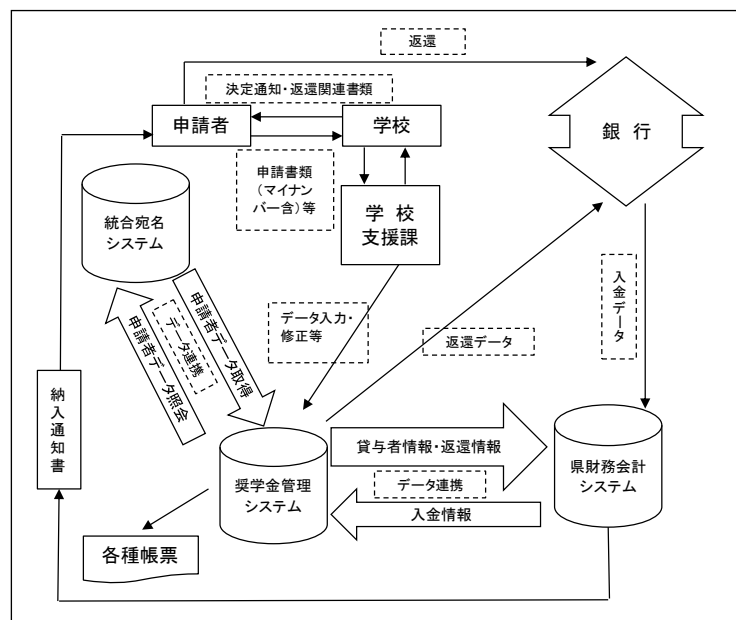 返還
決定通知・返還関連書類
申請者
学校
銀 行
申請書類
（マイナン
バー含）等
学 校
支援課
統合宛名
システム
申請者データ照会
データ連携
申請者データ取得
データ入力・
修正等
返還データ
入金データ
納入通知書
奨学金管理
システム
貸与者情報・返還情報
データ連携
入金情報
県財務会計
システム
各種帳票